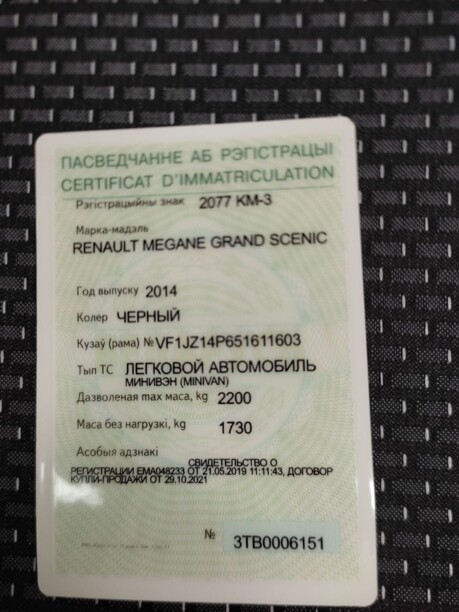 ПАСВЕДЧАННЕ АБ РЭГІСТРАЦЫІ
CERTIFICAT D'IMMATRICULATION
Рэгістрацыйны знак 2077 KM-3
Марка-мадэль
RENAULT MEGANE GRAND SCENIC
Год выпуску 2014
Колер ЧЕРНЫЙ
Кузаў (рама) № VF1JZ14P651611603
Тып ТС ЛЕГКОВОЙ АВТОМОБИЛЬ
МИНИВЭН (MINIVAN)
Дазволеная max маса, kg 2200
Маса без нагрузкі, kg 1730
Асобыя адзнакі
СВИДЕТЕЛЬСТВО О
РЕГИСТРАЦИИ EMA048233 ОТ 21.05.2019 11:11:43, ДОГОВОР
КУПЛИ-ПРОДАЖИ ОТ 29.10.2021
№ 3TB0006151